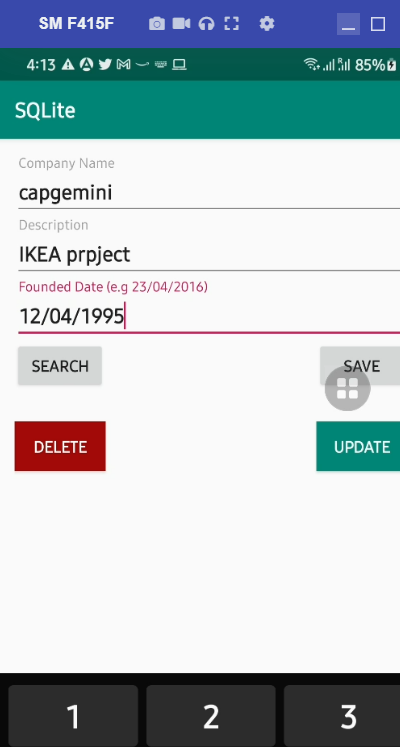 SM F415F
4:13 85%
SQLite
Company Name
capgemini
Description
IKEA prpject
Founded Date (e.g 23/04/2016)
12/04/1995
SEARCH SAVE
DELETE UPDATE
1 2 3